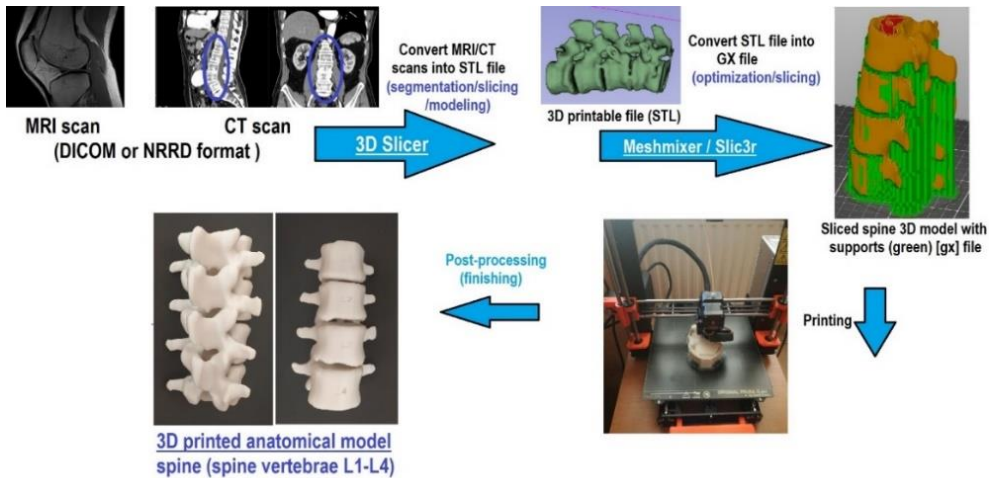 MRI scan
CT scan
(DICOM or NRRD format )
Convert MRI/CT
scans into STL file
(segmentation/slicing
/modeling)
3D Slicer
3D printable file (STL)
Convert STL file into
GX file
(optimization/slicing)
Meshmixer / Slic3r
Sliced spine 3D model with
supports (green) [gx] file
Printing
Post-processing
(finishing)
3D printed anatomical model
spine (spine vertebrae L1-L4)